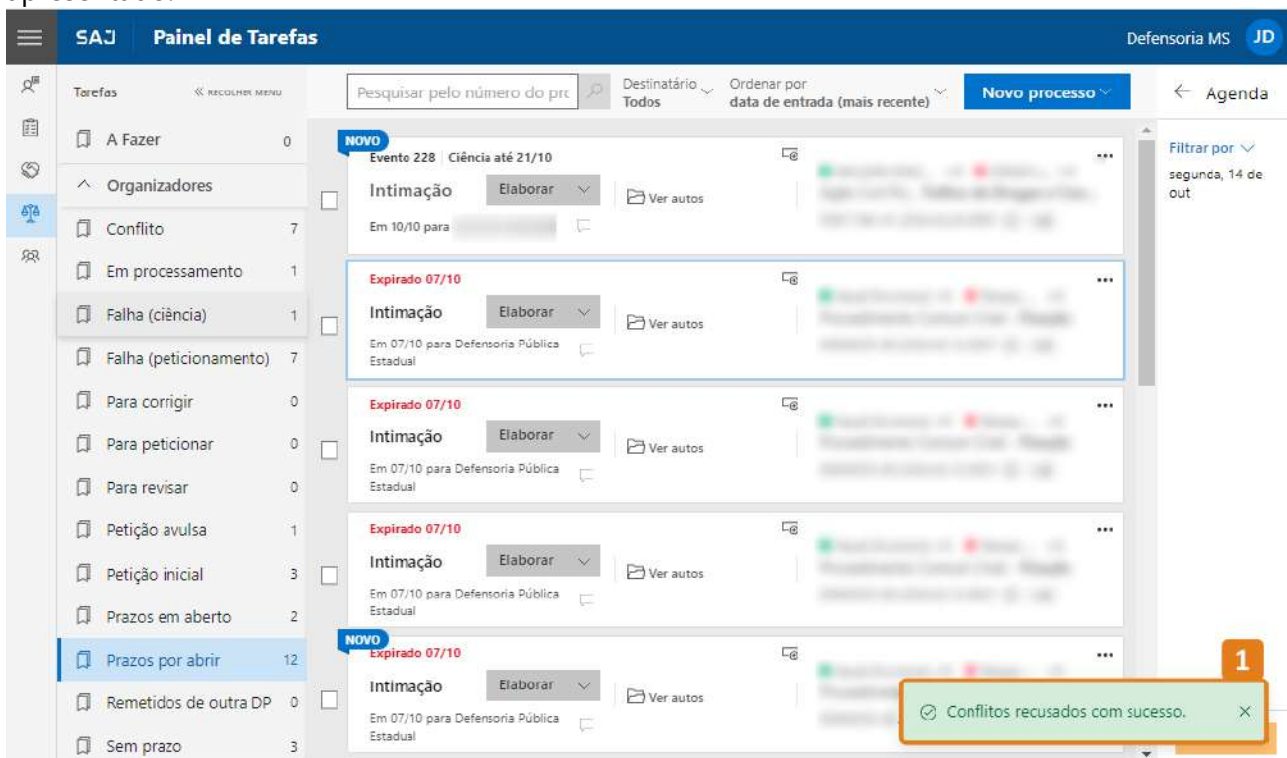 SAJ Painel de Tarefas
Defensoria MS JD
Tarefas
RECOLHER MENU
A Fazer 0
Organizadores
Conflito 7
Em processamento 1
Falha (ciência) 1
Falha (peticionamento) 7
Para corrigir 0
Para peticionar 0
Para revisar 0
Petição avulsa 1
Petição inicial 3
Prazos em aberto 2
Prazos por abrir 12
Remetidos de outra DP 0
Sem prazo 3
Pesquisar pelo número do prc
Destinatário
Todos
Ordenar por
data de entrada (mais recente)
Novo processo
NOVO
Evento 228 Ciência até 21/10
Intimação Elaborar Ver autos
Em 10/10 para
Expirado 07/10
Intimação Elaborar Ver autos
Em 07/10 para Defensoria Pública
Estadual
Expirado 07/10
Intimação Elaborar Ver autos
Em 07/10 para Defensoria Pública
Estadual
Expirado 07/10
Intimação Elaborar Ver autos
Em 07/10 para Defensoria Pública
Estadual
NOVO
Expirado 07/10
Intimação Elaborar Ver autos
Em 07/10 para Defensoria Pública
Estadual
Agenda
Filtrar por
segunda, 14 de
out
1
Conflitos recusados com sucesso.